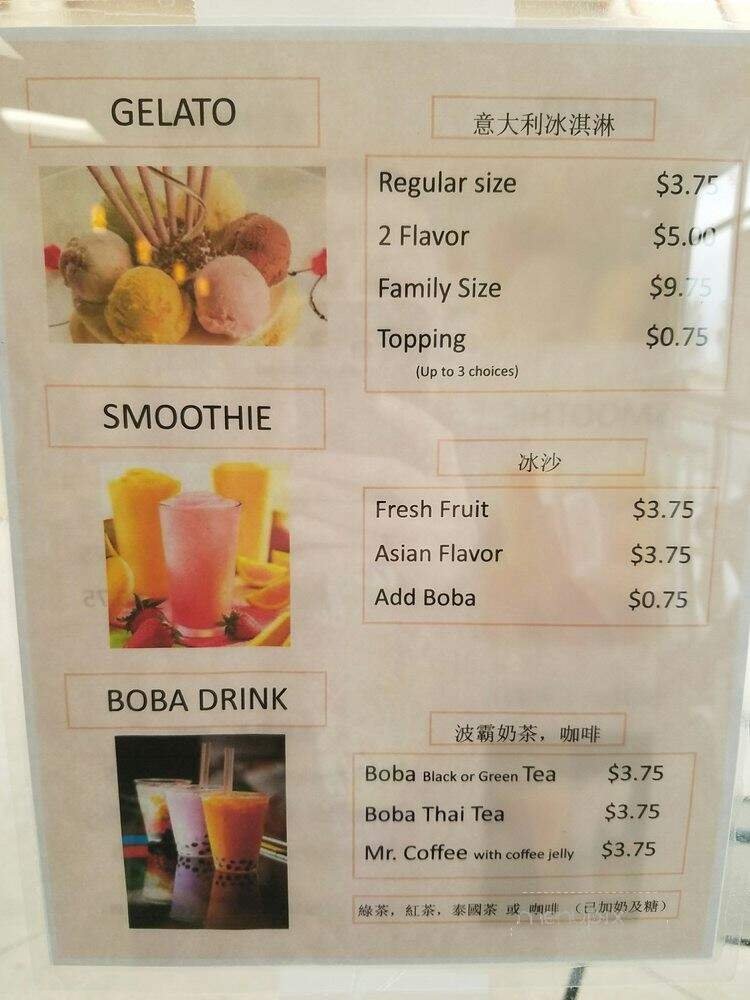 GELATO
意大利冰淇淋
Regular size $3.75
2 Flavor $5.00
Family Size $9.75
Topping $0.75
(Up to 3 choices)
SMOOTHIE
冰沙
Fresh Fruit $3.75
Asian Flavor $3.75
Add Boba $0.75
BOBA DRINK
波霸奶茶，咖啡
Boba Black or Green Tea $3.75
Boba Thai Tea $3.75
Mr. Coffee with coffee jelly $3.75
綠茶，紅茶，泰國茶 或 咖啡 （己加奶及糖）
menupix